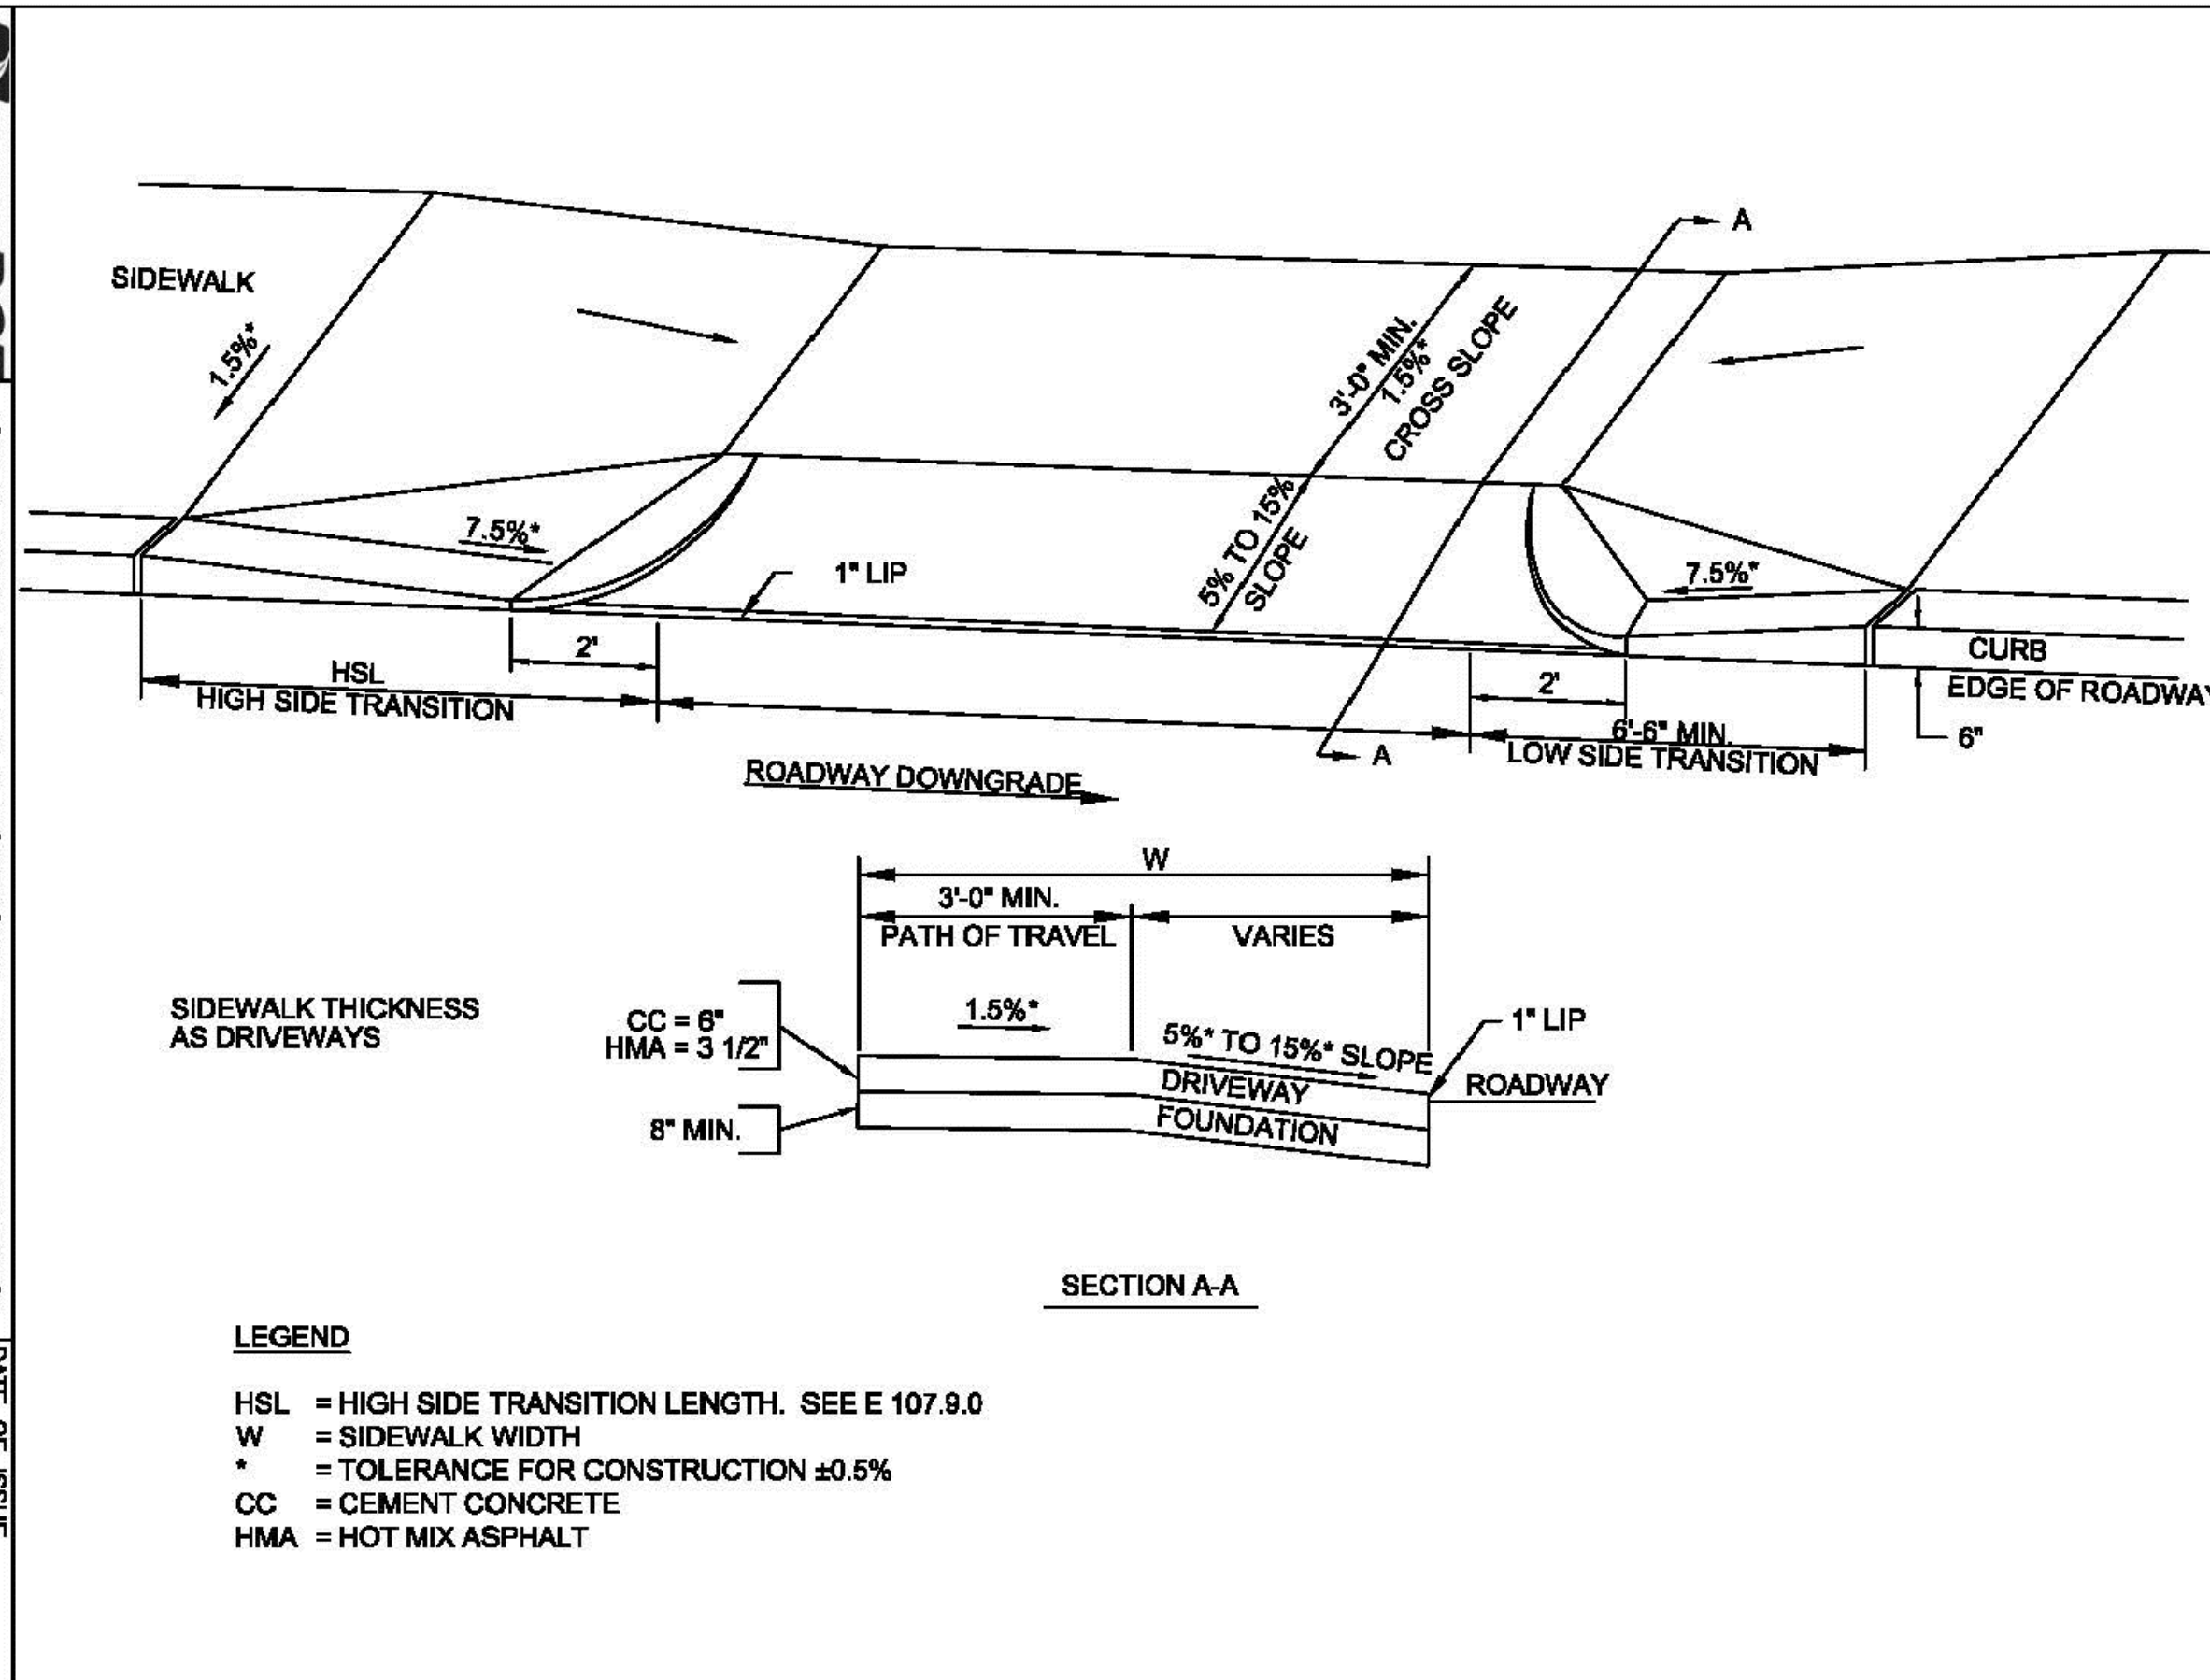 A
SIDEWALK
1.5%*
3'-0" MIN.
1.5%*
CROSS SLOPE
7.5%*
5% TO 15%
SLOPE
1" LIP
7.5%*
2'
HSL
HIGH SIDE TRANSITION
CURB
EDGE OF ROADWAY
2'
6'-6" MIN.
LOW SIDE TRANSITION
6"
A
ROADWAY DOWNGRADE
W
3'-0" MIN.
PATH OF TRAVEL
VARIES
SIDEWALK THICKNESS
AS DRIVEWAYS
CC = 6"
HMA = 3 1/2"
1.5%*
5%* TO 15%* SLOPE
1" LIP
DRIVEWAY
ROADWAY
FOUNDATION
8" MIN.
SECTION A-A
LEGEND
HSL = HIGH SIDE TRANSITION LENGTH. SEE E 107.9.0
W = SIDEWALK WIDTH
* = TOLERANCE FOR CONSTRUCTION ±0.5%
CC = CEMENT CONCRETE
HMA = HOT MIX ASPHALT